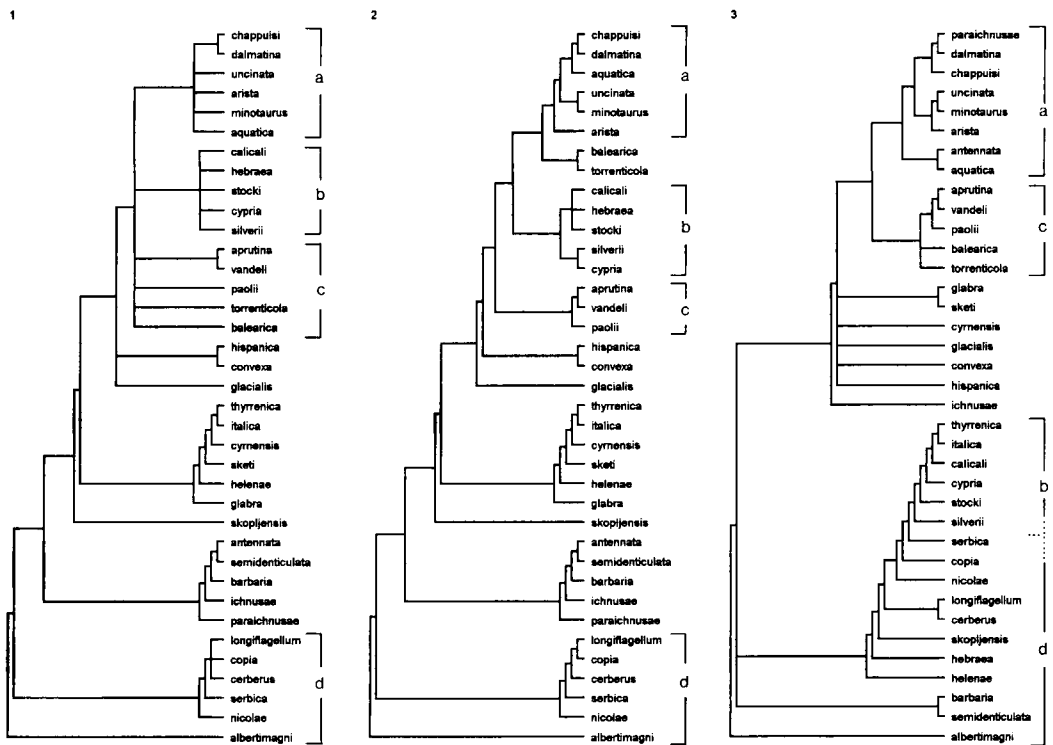 1
chappuisi
dalmatina
uncinata
arista
minotaurus
aquatica
a
calicali
hebraea
stocki
cypria
silverii
b
aprutina
vandeli
paolii
torrenticola
balearica
c
hispanica
convexa
glacialis
thyrrenica
italica
cyrnensis
sketi
helenae
glabra
skopljensis
antennata
semidenticulata
barbaria
ichnusae
paraichnusae
longiflagellum
copia
cerberus
serbica
nicolae
albertimagni
d
2
chappuisi
dalmatina
aquatica
uncinata
minotaurus
arista
a
balearica
torrenticola
calicali
hebraea
stocki
silverii
cypria
b
aprutina
vandeli
paolii
c
hispanica
convexa
glacialis
thyrrenica
italica
cyrnensis
sketi
helenae
glabra
skopljensis
antennata
semidenticulata
barbaria
ichnusae
paraichnusae
longiflagellum
copia
cerberus
serbica
nicolae
albertimagni
d
3
paraichnusae
dalmatina
chappuisi
uncinata
minotaurus
arista
antennata
aquatica
a
aprutina
vandeli
paolii
balearica
torrenticola
c
glabra
sketi
cyrnensis
glacialis
convexa
hispanica
ichnusae
thyrrenica
italica
calicali
cypria
stocki
silverii
b
serbica
copia
nicolae
longiflagellum
cerberus
skopljensis
hebraea
helenae
barbaria
semidenticulata
albertimagni
d